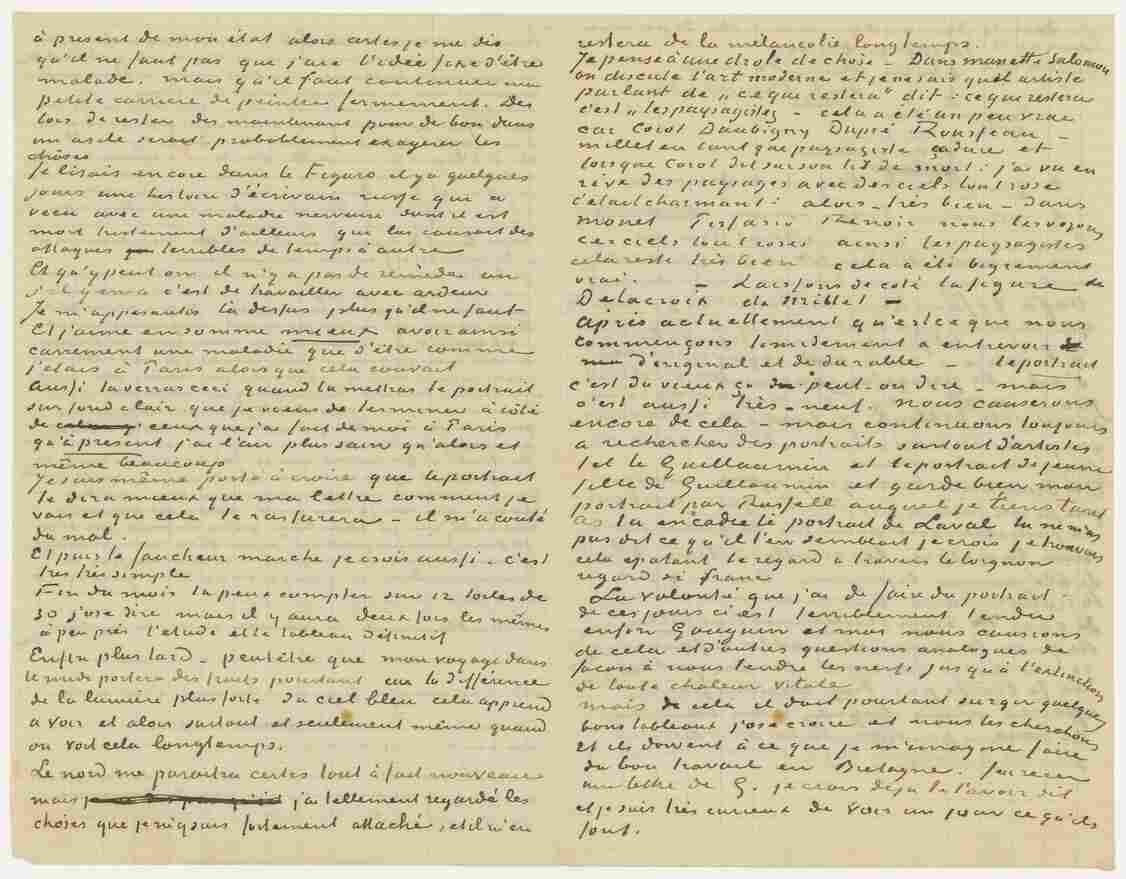 à present de mon état alors certes je me dis
qu'il ne faut pas que j'aie l'idée fixe d'être
malade. mais qu'il faut continuer ma
petite carriere de peintre fermement. Des
lors de rester des maintenant pour de bon dans
un asile serait probablement exagerer les
choses
Je lisais encore dans le Figaro il y a quelques
jours une histoire d'écrivain russe qui a
vecu avec une maladie nerveuse dont il est
mort tristement d'ailleurs qui lui causait des
attaques terribles de temps à autre
Et qu'y peut on. il n'y a pas de remèdes ou
s'il y en a c'est de travailler avec ardeur
Je m'appesantis là dessus plus qu'il ne faut
Et j'aime en somme mieux avoir ainsi
carrement une maladie que d'être comme
j'etais à Paris alors que cela couvait
Aussi tu verras ceci quand tu mettras le portrait
sur fond clair que je viens de terminer à côté
de ceux que j'ai fait de moi à Paris
qu'à présent j'ai l'air plus sain qu'alors et
même beaucoup
Je suis même porté à croire que le portrait
te dira mieux que ma lettre comment je
vais et que cela te rassurera – il m'a couté
du mal.
Et puis le faucheur marche je crois aussi – c'est
très très simple
Fin du mois tu peux compter sur 12 toiles de
30 j'ose dire mais il y aura deux fois les mêmes
à peu près l'etude et le tableau définitif
Enfin plus tard – peutêtre que mon voyage dans
le midi portera des fruits pourtant car la difference
de la lumière plus forte du ciel bleu cela apprend
à voir et alors surtout et seulement même quand
on voit cela longtemps.
Le nord me paraitra certes tout à fait nouveau
mais j'ai tellement regardé les
choses que je m'y suis fortement attaché, et il m'en
restera de la mélancolie longtemps.
Je pense à une drole de chose – Dans manette Salomon
on discute l'art moderne et je ne sais quel artiste
parlant de „ce qui restera" dit : ce qui restera
c'est „les paysagistes – cela a été un peu vrai
car Corot Daubigny Dupré Rousseau –
millet en tant que paysagiste ça dure et
lorsque Corot dit sur son lit de mort : j'ai vu en
rêve des paysages avec des ciels tout rose
c'etait charmant : alors – très bien – dans
monet Pissarro Renoir nous les voyons
ces ciels tout roses ainsi les paysagistes
cela reste très bien cela a été bigrement
vrai. – Laissons de coté la figure de
Delacroix de Millet –
Après actuellement qu'est ce que nous
commençons timidement à entrevoir
d'original et de durable – le portrait
c'est du vieux ça peut-on dire – mais
c'est aussi très-neuf. nous causerons
encore de cela – mais continuons toujours
à rechercher des portraits surtout d'artistes
tel le Guillaumin et le portrait de jeune
fille de Guillaumin et garde bien mon
portrait par Russell auquel je tiens tant
As tu encadré le portrait de Laval tu ne m'as
pas dit ce qu'il t'en semblait je crois je trouvais
cela epatant le regard à travers le lorgnon
regard si franc
La volonté que j'ai de faire du portrait
de ces jours ci est terriblement tendue
enfin Gauguin et moi nous causions
de cela et d'autres questions analogues de
façon à nous tendre les nerfs jusqu'à l'extinction
de toute chaleur vitale
mais de cela il doit pourtant surgir quelques
bons tableaux j'ose croire et nous les cherchons
Et ils doivent à ce que je m'imagine faire
du bon travail en Bretagne. J'ai recu
une lettre de G. je crois déjà te l'avoir dit
et je suis très curieux de voir un jour ce qu'ils
font.